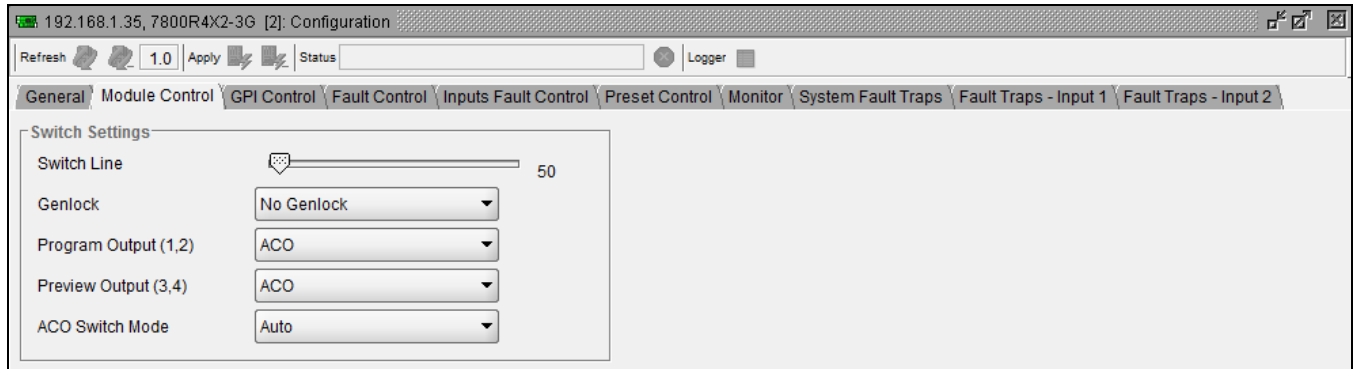 192.168.1.35, 7800R4X2-3G [2]: Configuration
Refresh 1.0 Apply Status Logger
General Module Control GPI Control Fault Control Inputs Fault Control Preset Control Monitor System Fault Traps Fault Traps - Input 1 Fault Traps - Input 2
Switch Settings
Switch Line 50
Genlock No Genlock
Program Output (1,2) ACO
Preview Output (3,4) ACO
ACO Switch Mode Auto